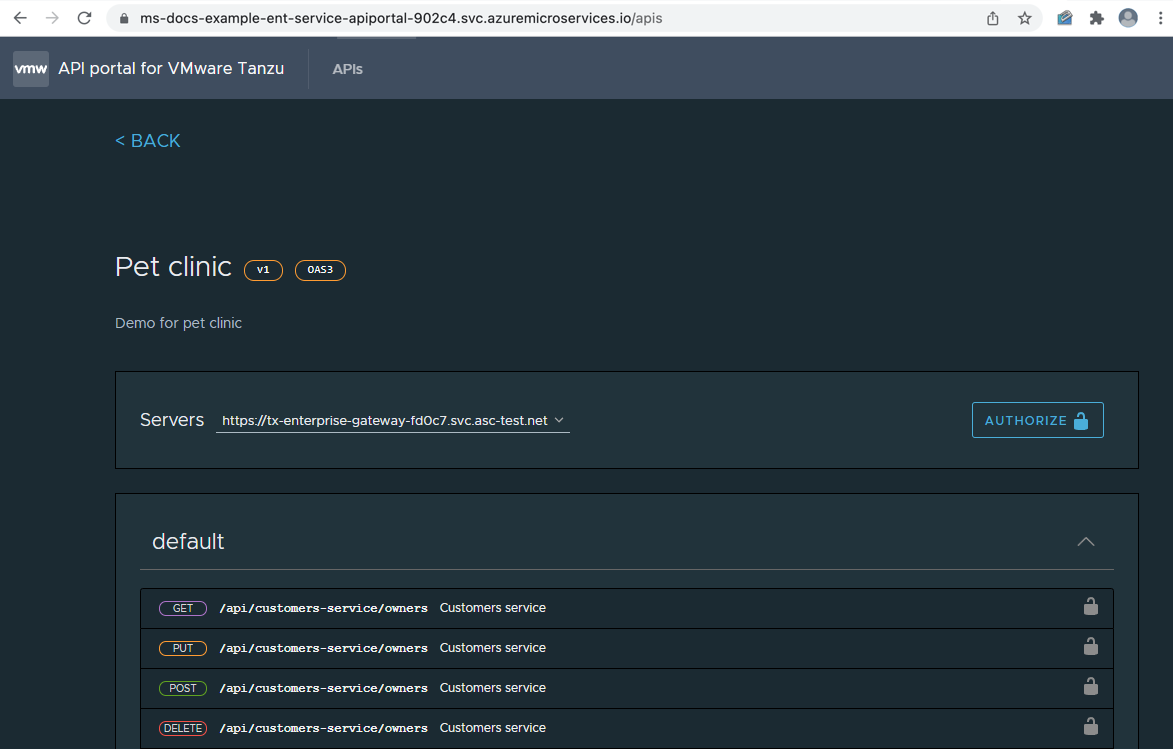 ms-docs-example-ent-service-apiportal-902c4.svc.azuremicroservices.io/apis
vmw API portal for VMware Tanzu APIs
< BACK
Pet clinic v1 OAS3
Demo for pet clinic
Servers https://tx-enterprise-gateway-fd0c7.svc.asc-test.net AUTHORIZE
default
GET /api/customers-service/owners Customers service
PUT /api/customers-service/owners Customers service
POST /api/customers-service/owners Customers service
DELETE /api/customers-service/owners Customers service